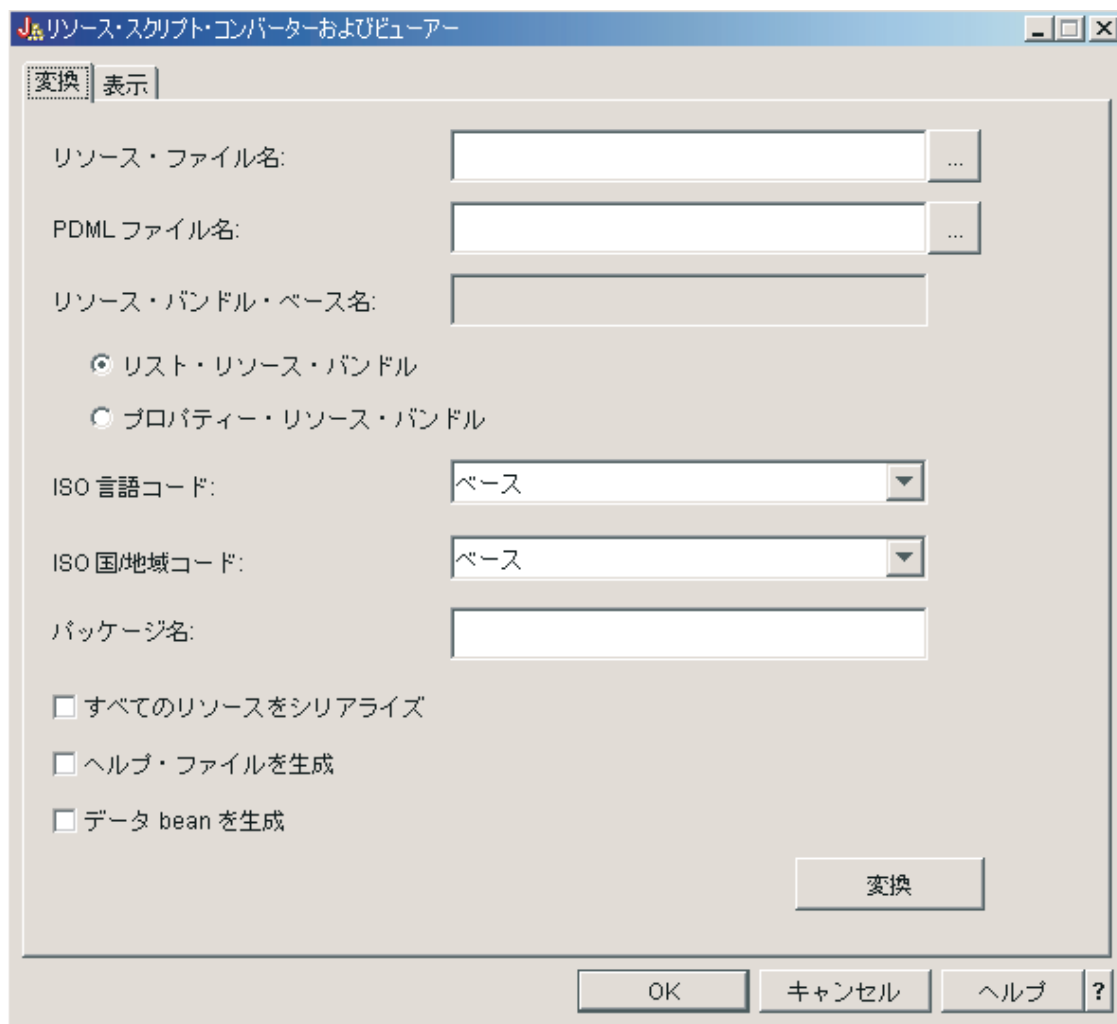 リソース・スクリプト・コンバーターおよびビューアー
変換 表示
リソース・ファイル名: ...
PDML ファイル名: ...
リソース・バンドル・ベース名:
リスト・リソース・バンドル
プロパティー・リソース・バンドル
ISO 言語コード: ベース
ISO 国/地域コード: ベース
パッケージ名:
すべてのリソースをシリアライズ
ヘルプ・ファイルを生成
データ bean を生成
変換
OK キャンセル ヘルプ ?